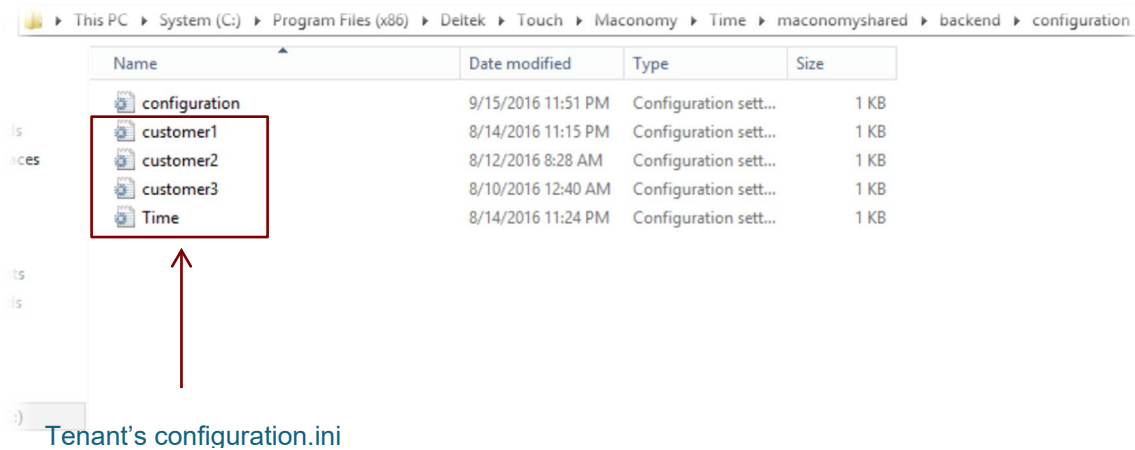 This PC ▸ System (C:) ▸ Program Files (x86) ▸ Deltek ▸ Touch ▸ Maconomy ▸ Time ▸ maconomyshared ▸ backend ▸ configuration
Name Date modified Type Size
configuration 9/15/2016 11:51 PM Configuration sett... 1 KB
customer1 8/14/2016 11:15 PM Configuration sett... 1 KB
customer2 8/12/2016 8:28 AM Configuration sett... 1 KB
customer3 8/10/2016 12:40 AM Configuration sett... 1 KB
Time 8/14/2016 11:24 PM Configuration sett... 1 KB
Tenant’s configuration.ini